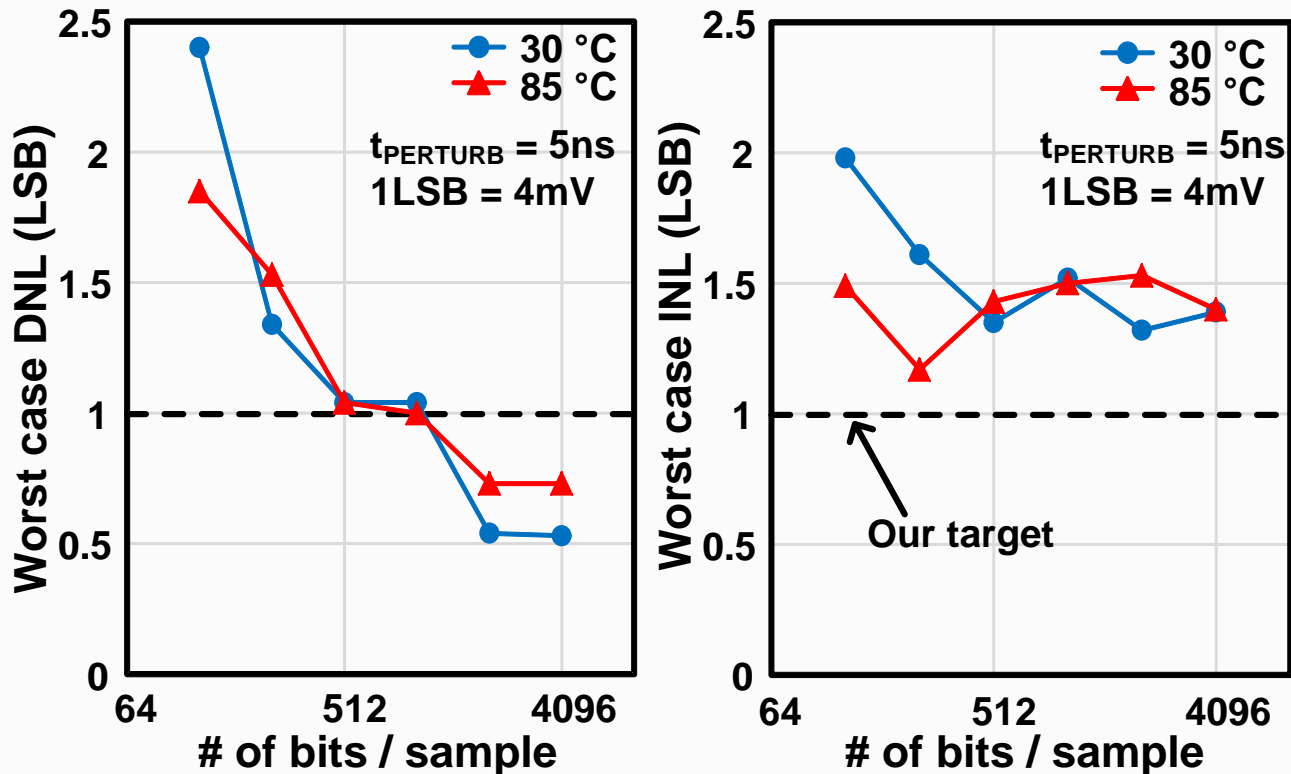 Worst case DNL (LSB)
2.5
2
1.5
1
0.5
0
64
512
4096
# of bits / sample
30 °C
85 °C
tPERTURB = 5ns
1LSB = 4mV
Worst case INL (LSB)
2.5
2
1.5
1
0.5
0
64
512
4096
# of bits / sample
30 °C
85 °C
tPERTURB = 5ns
1LSB = 4mV
Our target